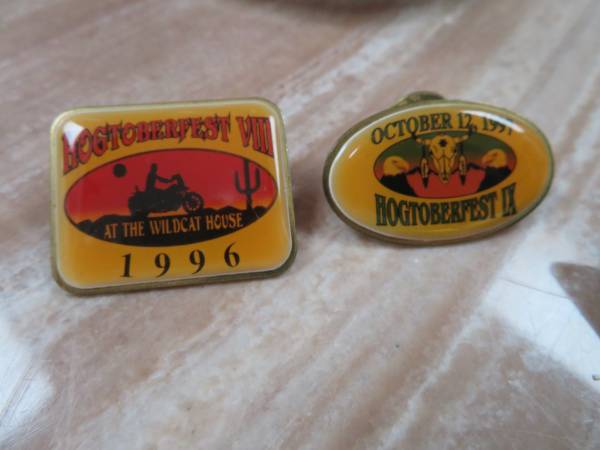 HOGTOBERFEST VIII
AT THE WILDCAT HOUSE
1996
OCTOBER 12, 1997
HOGTOBERFEST IX